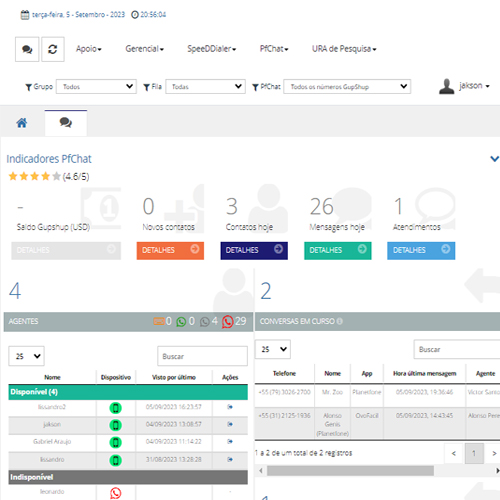 terça-feira, 5 - Setembro - 2023 20:56:04
Apoio Gerencial SpeeDDialer PfChat URA de Pesquisa
Grupo Todos Fila Todas PfChat Todos os números GupShup jakson
Indicadores PfChat
(4.6/5)
- 0 3 26 1
Saldo Gupshup (USD) Novos contatos Contatos hoje Mensagens hoje Atendimentos
DETALHES DETALHES DETALHES DETALHES DETALHES
4 2
AGENTES 0 0 4 29 CONVERSAS EM CURSO
25 Buscar 25 Buscar
Nome Dispositivo Visto por último Ações
Telefone Nome App Hora última mensagem Agente
Disponível (4)
lissandro2 05/09/2023 16:23:57
jakson 04/09/2023 13:08:57
Gabriel Araujo 04/09/2023 11:14:22
lissandro 31/08/2023 13:28:28
Indisponível
leonardo -
+55 (79) 3026-2700 Mr. Zoo Planetfone 05/09/2023, 19:36:46 Victor Santo
+55 (31) 2125-1936 Alonso Genis (Planetfone) OxoFacil 05/09/2023, 14:43:45 Alonso Pere
1 a 2 de um total de 2 registros < 1 >